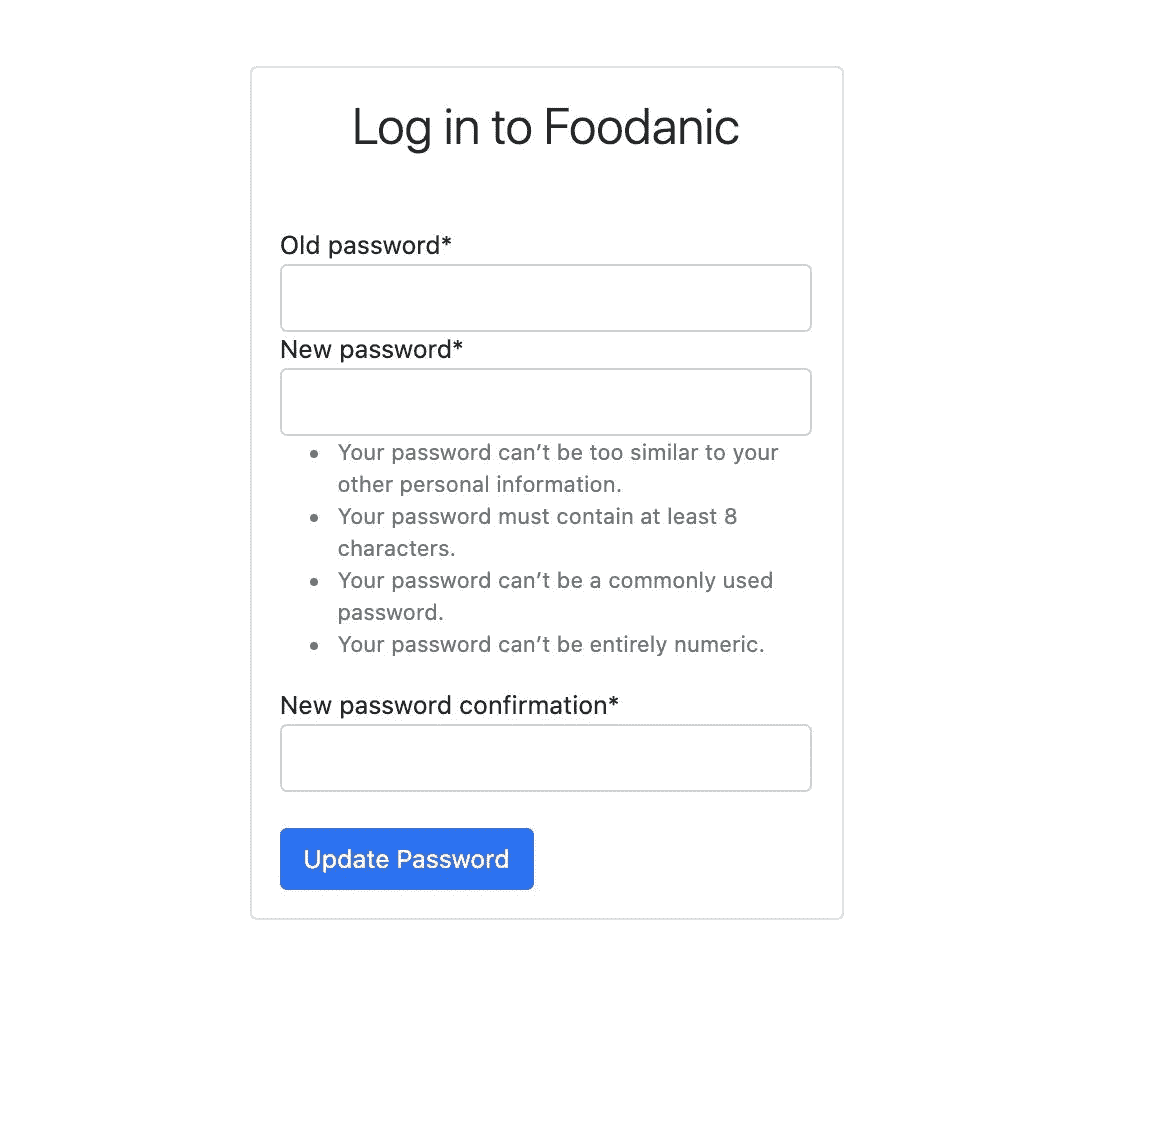 Log in to Foodanic
Old password*
New password*
Your password can’t be too similar to your
other personal information.
Your password must contain at least 8
characters.
Your password can’t be a commonly used
password.
Your password can’t be entirely numeric.
New password confirmation*
Update Password